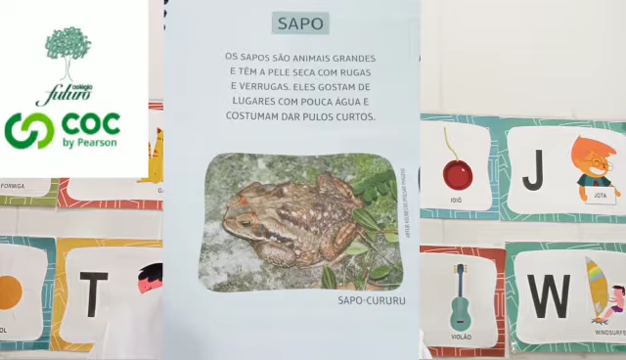 colégio
futuro
COC
by Pearson
SAPO
OS SAPOS SÃO ANIMAIS GRANDES
E TÊM A PELE SECA COM RUGAS
E VERRUGAS. ELES GOSTAM DE
LUGARES COM POUCA ÁGUA E
COSTUMAM DAR PULOS CURTOS.
SAPO-CURURU
FORMIGA
G
IOIÔ
J
JOTA
OL
T
VIOLÃO
W
WINDSURFE